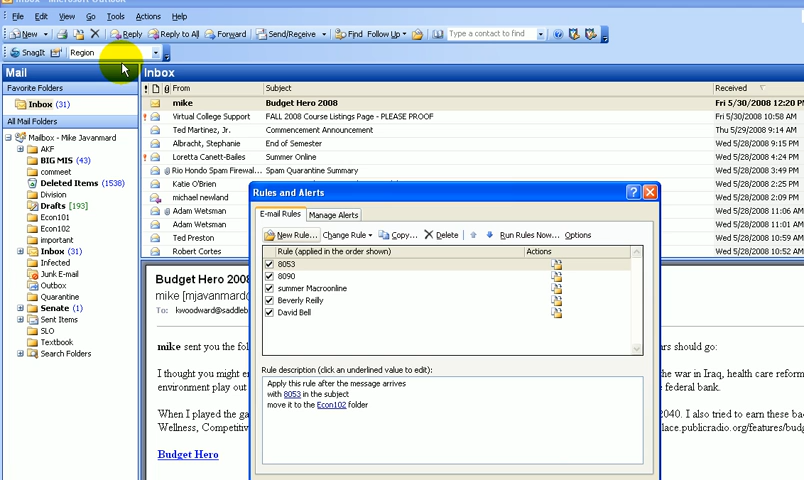 Inbox - Microsoft Outlook
File Edit View Go Tools Actions Help
New Reply Reply to All Forward Send/Receive Find Follow Up Type a contact to find
SnagIt Region
Mail Inbox
Favorite Folders From Subject Received
Inbox (31) mike Budget Hero 2008 Fri 5/30/2008 12:04 P
Virtual College Support FALL 2008 Course Listings Page - PLEASE PROOF Fri 5/30/2008 10:58 AM
All Mail Folders Ted Martinez, Jr. Commencement Announcement Thu 5/29/2008 9:14 AM
Mailbox - Mike Javanmard Albrecht, Stephanie End of Semester Wed 5/28/2008 9:15 PM
AKF
BIG MIS (43) Loretta Canett-Bailes Summer Online Wed 5/28/2008 4:24 PM
commeet Rio Hondo Spam Firewal... Spam Quarantine Summary Wed 5/28/2008 3:49 PM
Deleted Items (1538) Katie O'Brien Wed 5/28/2008 2:25 PM
Division michael newland Wed 5/28/2008 2:09 PM
Drafts [193] Adam Wetsman Wed 5/28/2008 11:06 AM
Econ101 Adam Wetsman Wed 5/28/2008 11:01 AM
Econ102 Ted Preston Wed 5/28/2008 10:59 AM
important Robert Cortes Wed 5/28/2008 10:52 AM
Inbox (31)
Infected
Junk E-mail
Outbox
Quarantine
Senate (1)
Sent Items
SLO
Textbook
Search Folders
Rules and Alerts
E-mail Rules Manage Alerts
New Rule... Change Rule Copy... Delete Run Rules Now... Options
Rule (applied in the order shown) Actions
8053
8090
summer Macroonline
Beverly Reilly
David Bell
Rule description (click an underlined value to edit):
Apply this rule after the message arrives
with 8053 in the subject
move it to the Econ102 folder
Budget Hero 2008
mike [mjavanmard@
To: kwoodward@saddleb
mike sent you the fol ars should go:
I thought you might en the war in Iraq, health care reform
environment play out e federal bank.
When I played the ga 2040. I also tried to earn these ba
Wellness, Competitiv lace.publicradio.org/features/budg
Budget Hero